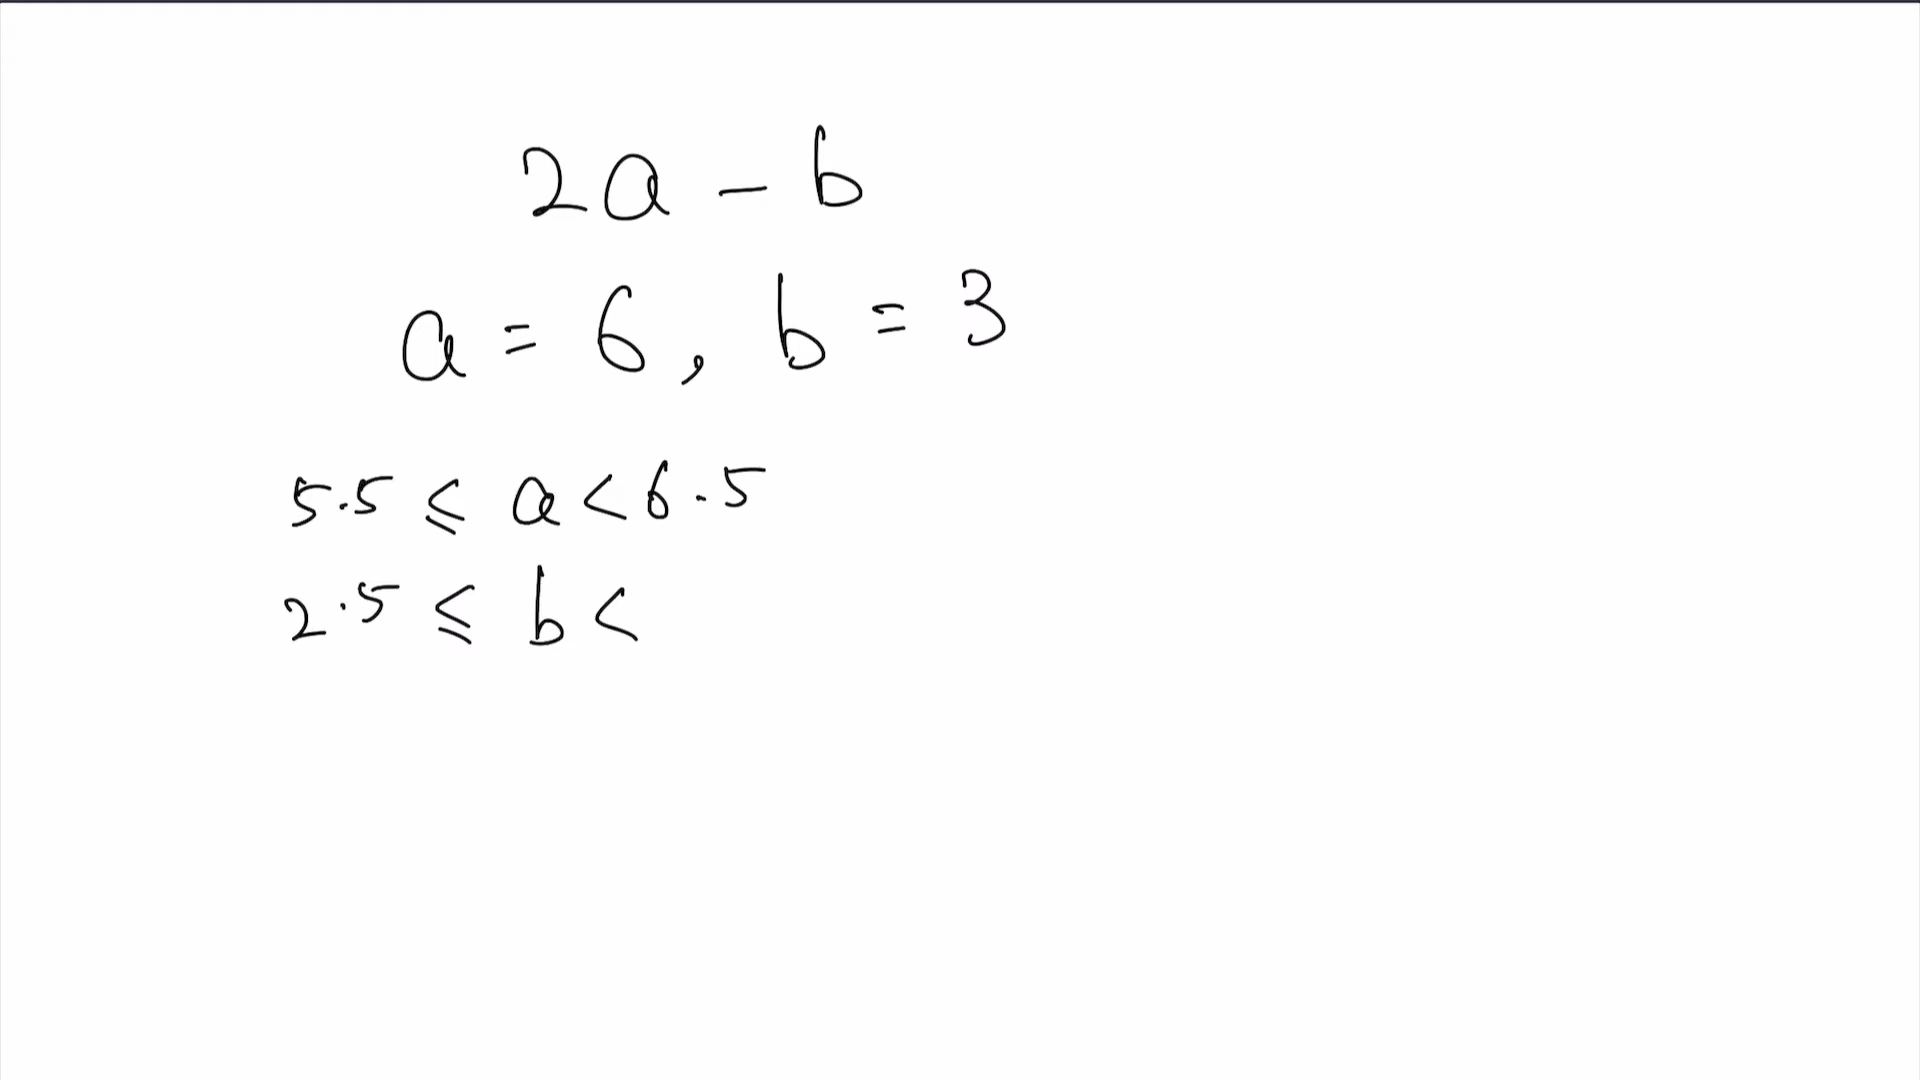 2a - b
a = 6, b = 3
5.5 ≤ a < 6.5
2.5 ≤ b <